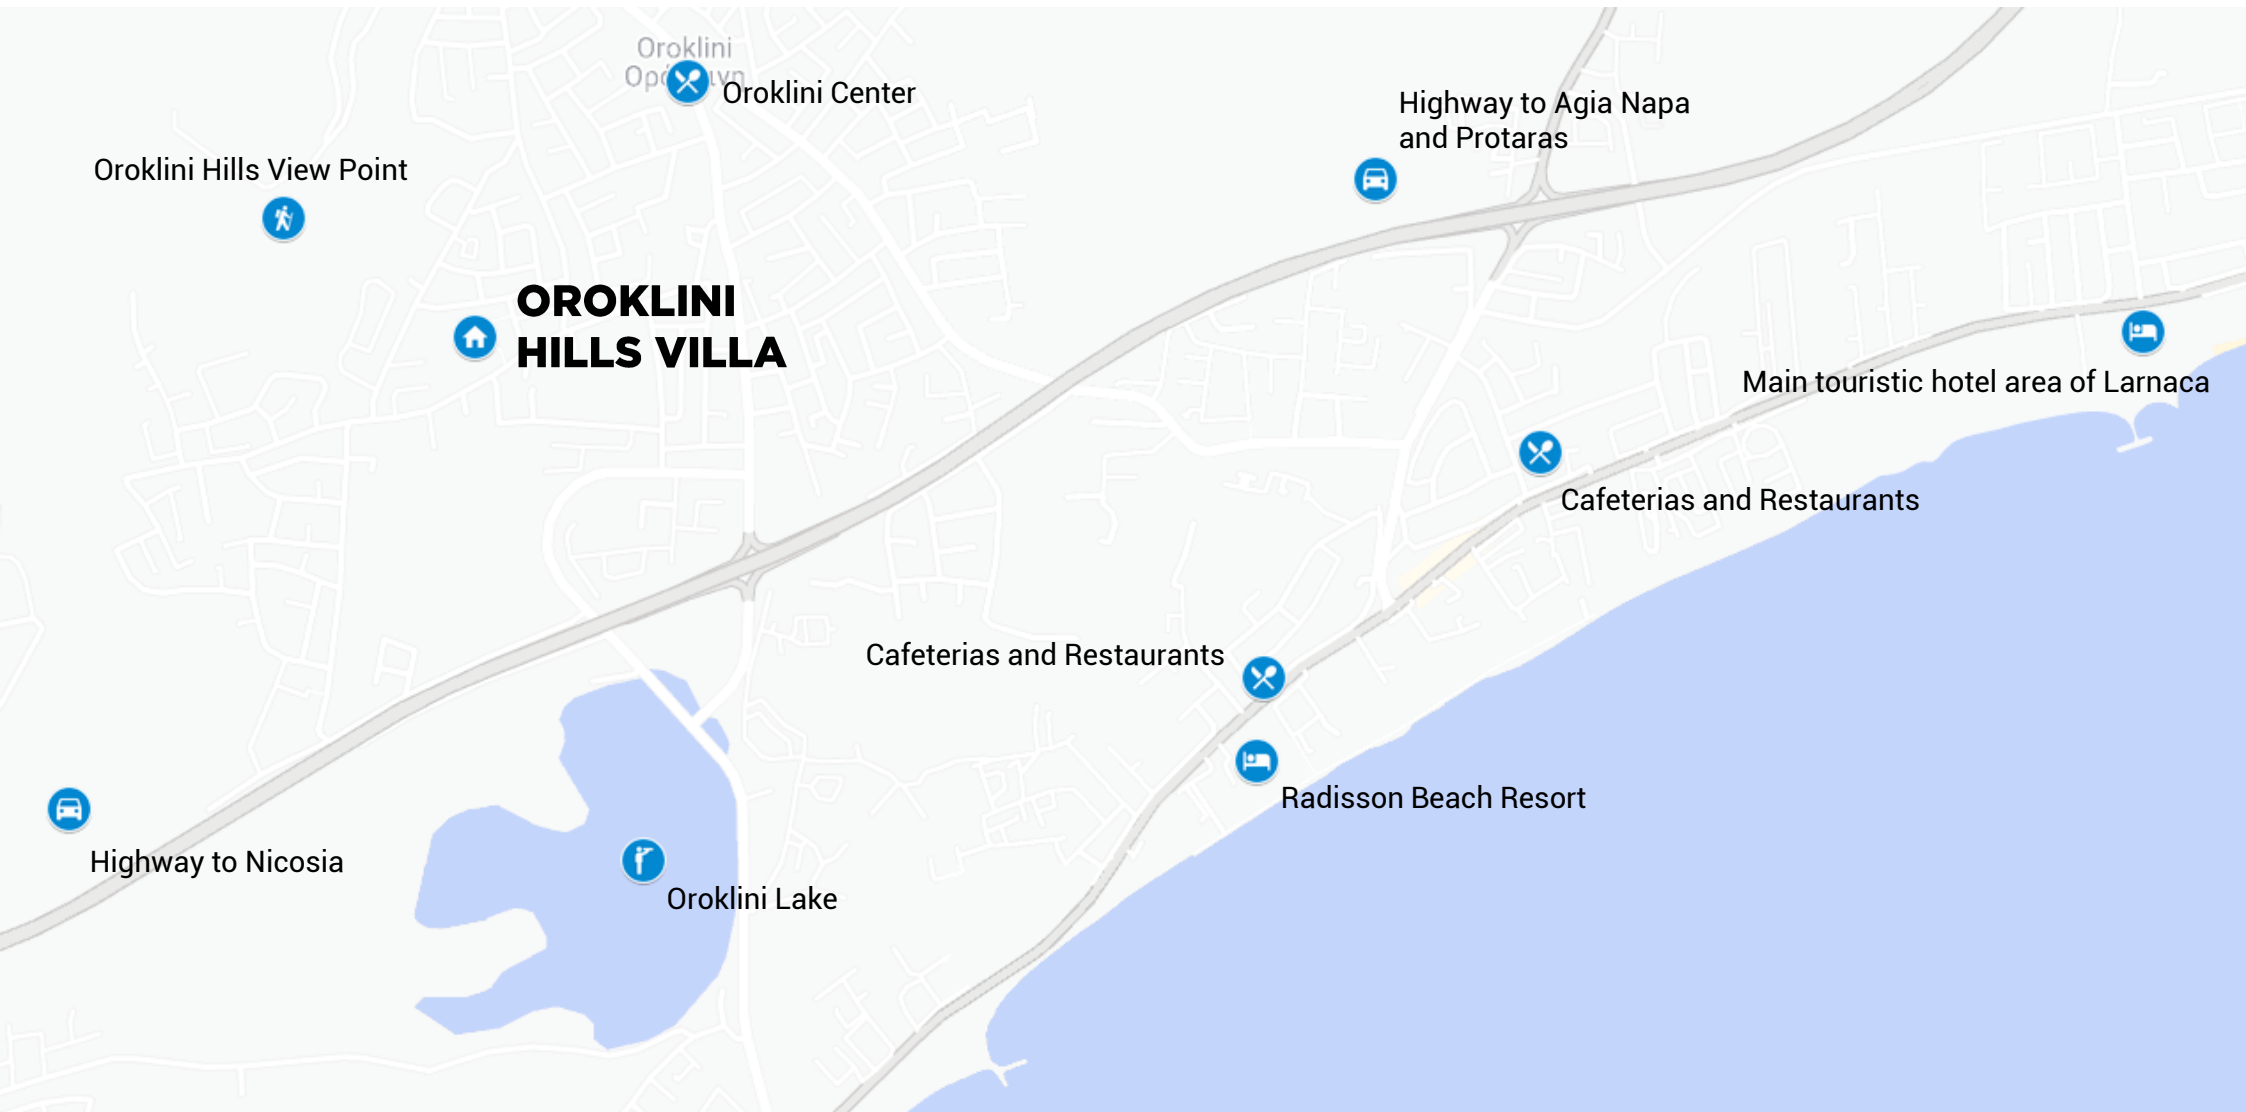 Oroklini
Oroklini Center
Highway to Agia Napa
and Protaras
Oroklini Hills View Point
OROKLINI
HILLS VILLA
Main touristic hotel area of Larnaca
Cafeterias and Restaurants
Cafeterias and Restaurants
Radisson Beach Resort
Highway to Nicosia
Oroklini Lake